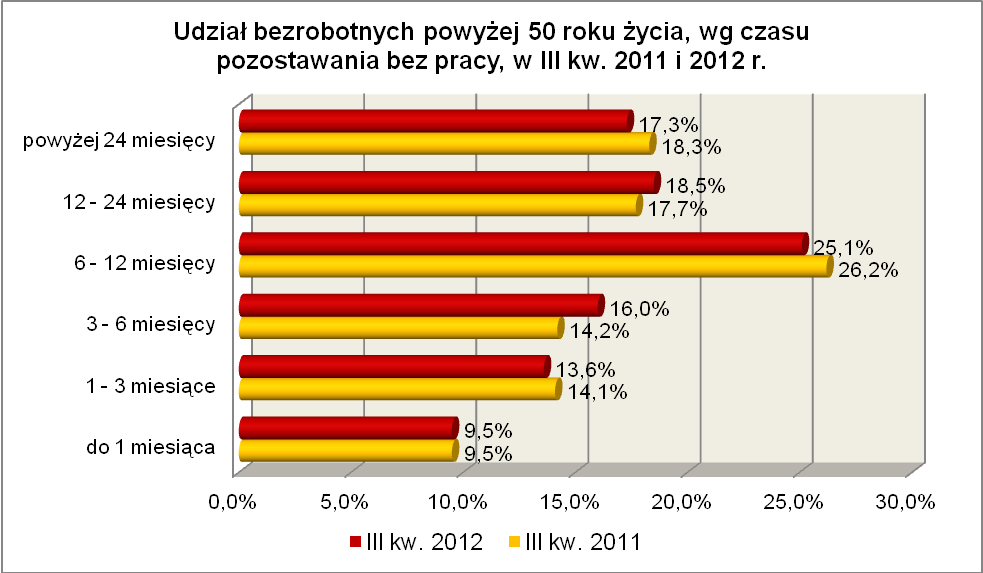 Udział bezrobotnych powyżej 50 roku życia, wg czasu
pozostawania bez pracy, w III kw. 2011 i 2012 r.
powyżej 24 miesięcy
17,3%
18,3%
12 - 24 miesięcy
18,5%
17,7%
6 - 12 miesięcy
25,1%
26,2%
3 - 6 miesięcy
16,0%
14,2%
1 - 3 miesiące
13,6%
14,1%
do 1 miesiąca
9,5%
9,5%
0,0% 5,0% 10,0% 15,0% 20,0% 25,0% 30,0%
III kw. 2012 III kw. 2011